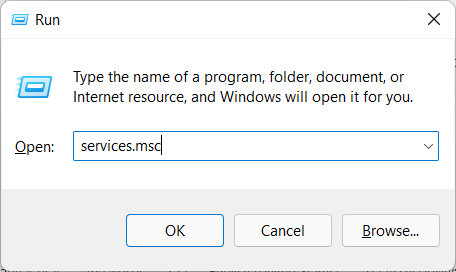 Run
Type the name of a program, folder, document, or
Internet resource, and Windows will open it for you.
Open: services.msc
OK Cancel Browse...